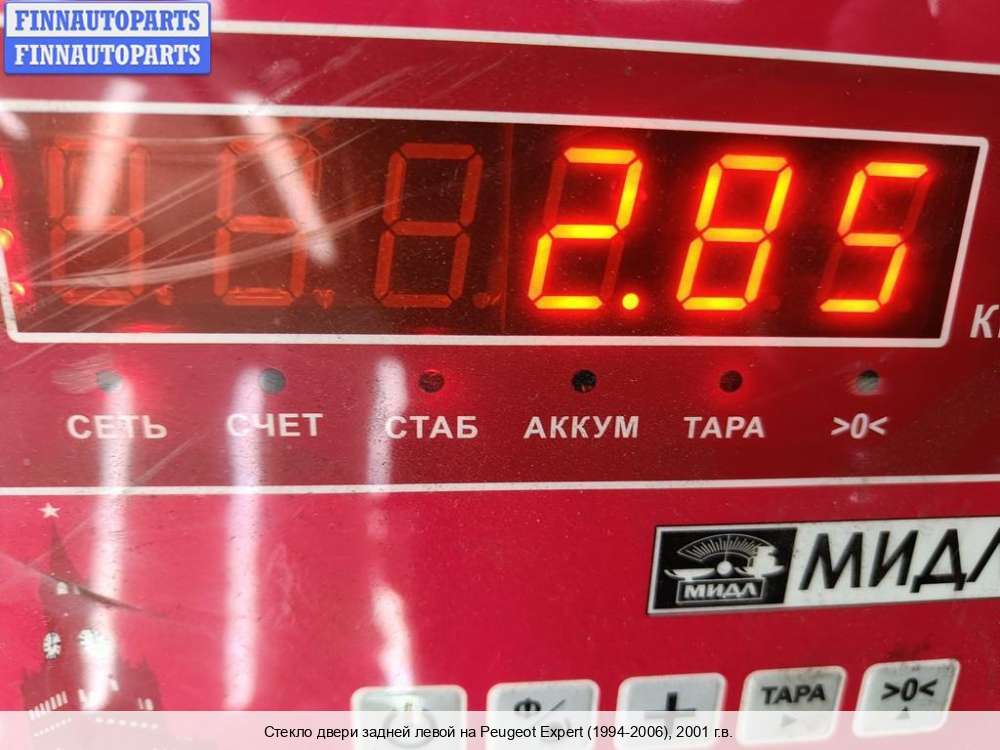 FINNAUTOPARTS
FINNAUTOPARTS
2.85
СЕТЬ СЧЕТ СТАБ АККУМ ТАРА >0<
МИДЛ
МИДЛ
ТАРА >0<
Стекло двери задней левой на Peugeot Expert (1994-2006), 2001 г.в.